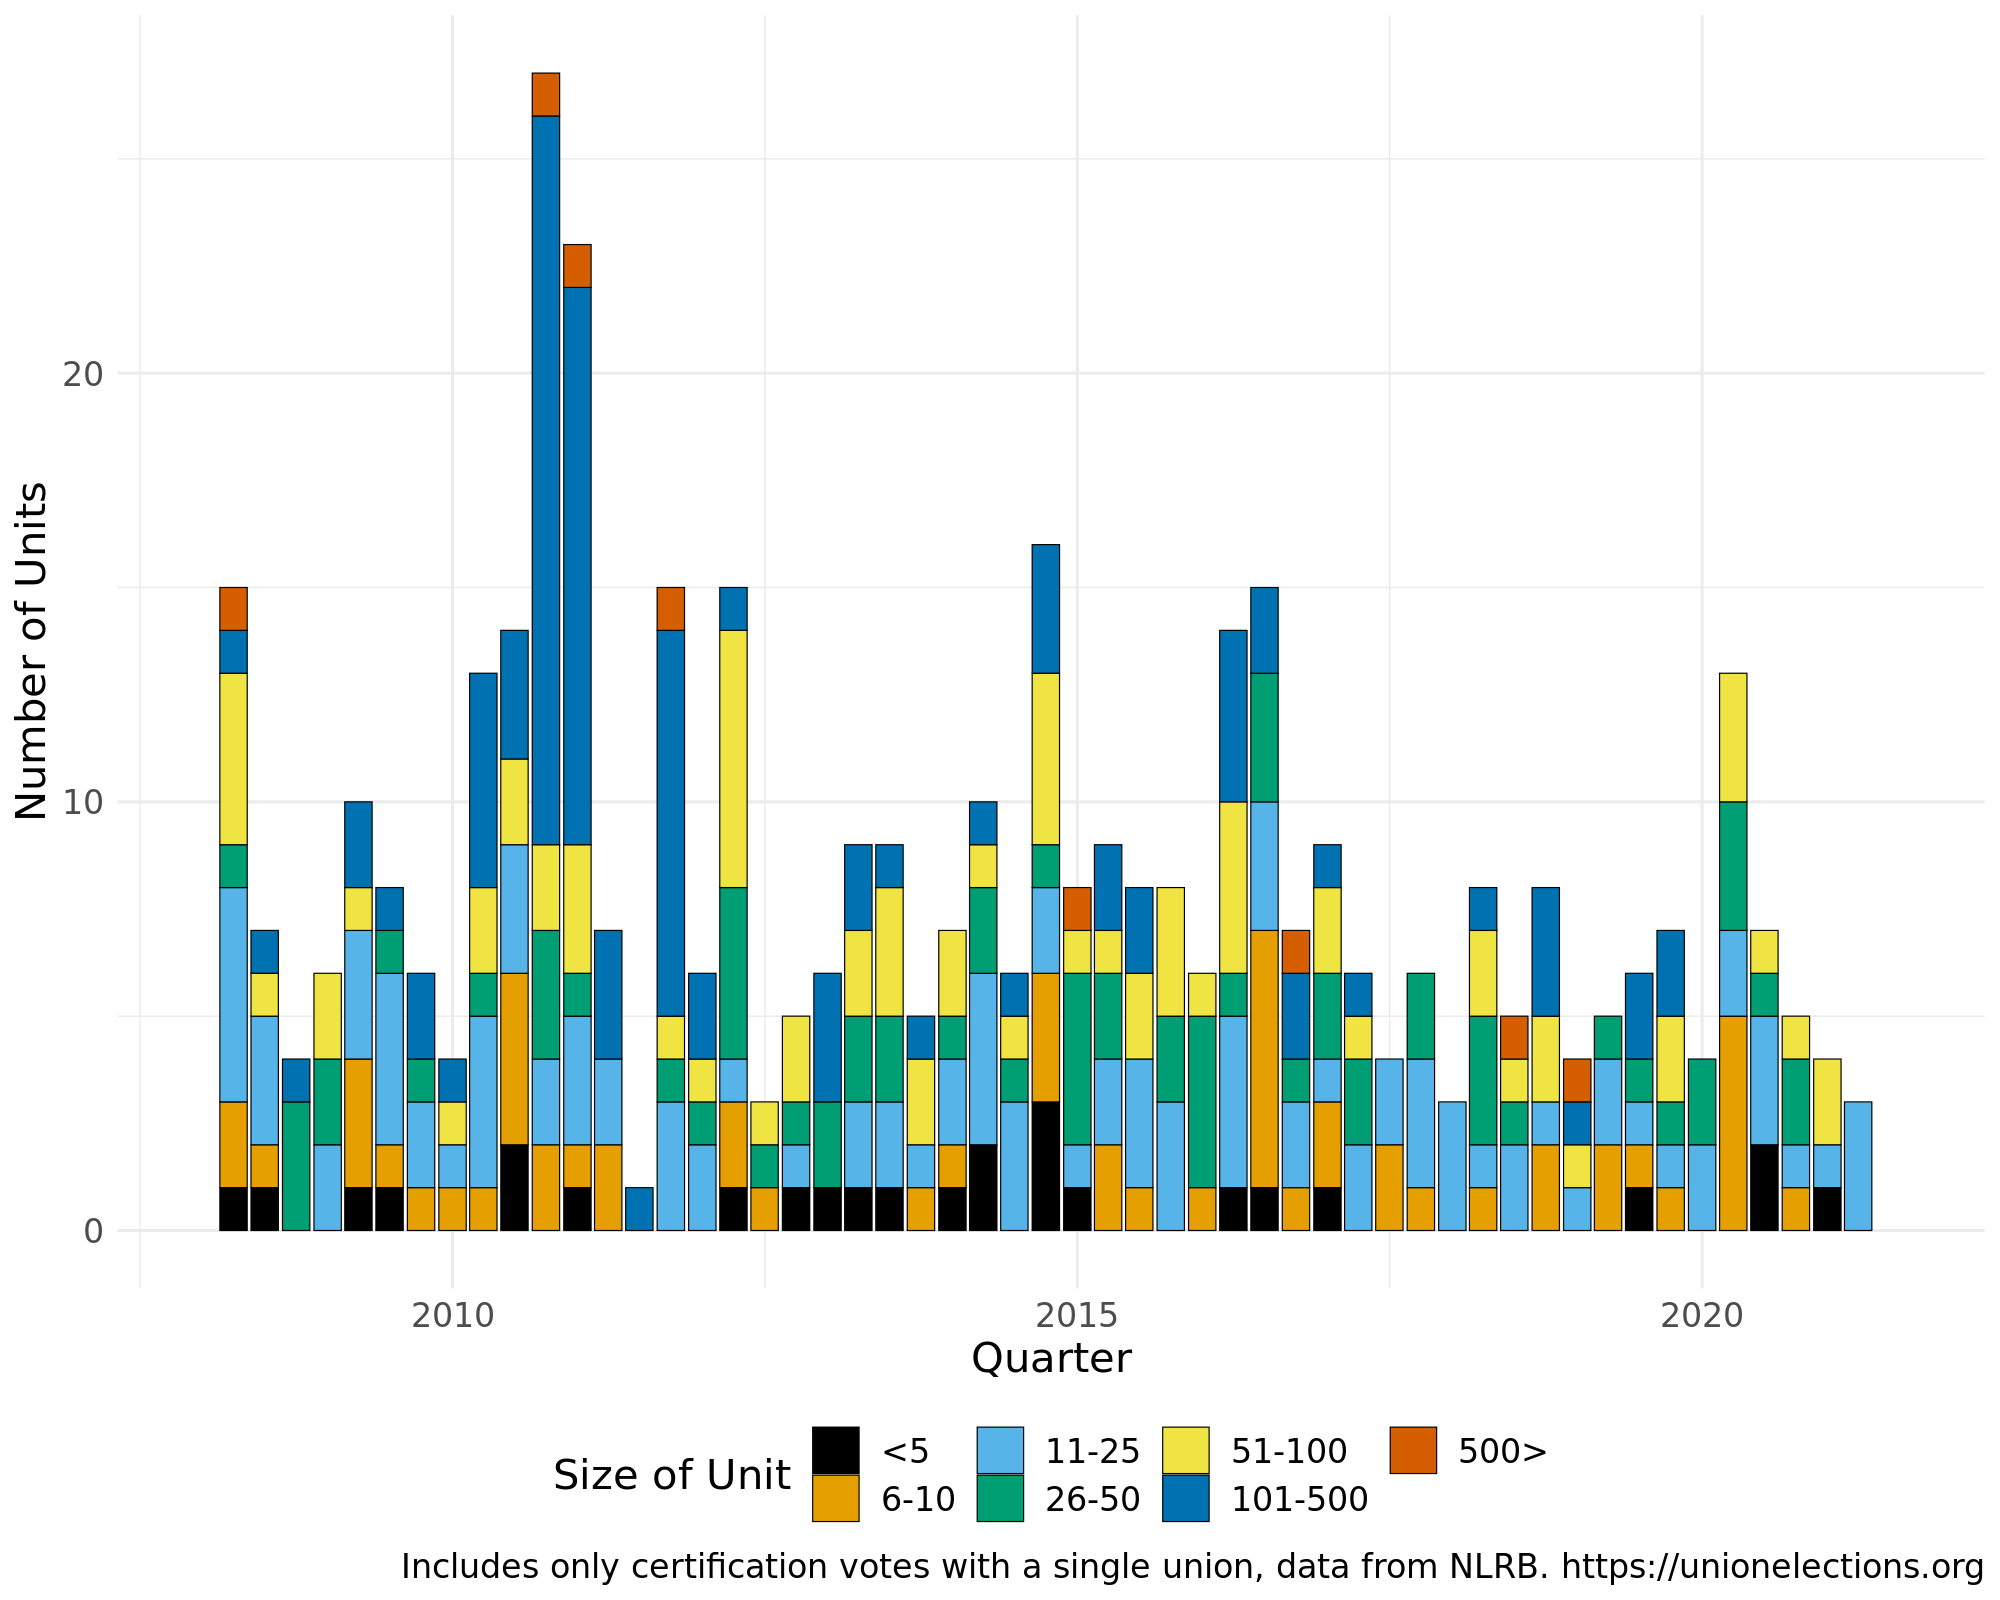 Number of Units
20
10
0
2010 2015 2020
Quarter
Size of Unit
<5 11-25 51-100 500>
6-10 26-50 101-500
Includes only certification votes with a single union, data from NLRB. https://unionelections.org